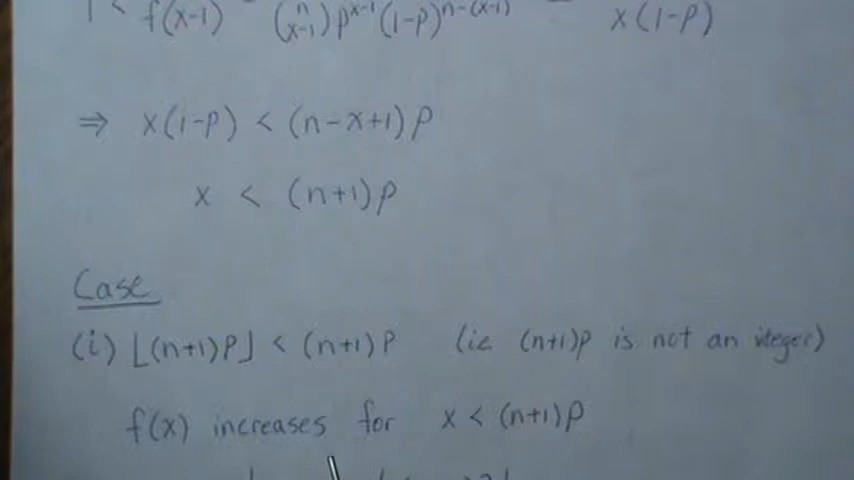 1 < f(x-1) (n x-1) p^x-1 (1-p)^n-(x-1) x(1-p)
⇒ x(1-p) < (n-x+1)p
x < (n+1)p
Case
(i) ⌊(n+1)p⌋ < (n+1)p (ie (n+1)p is not an integer)
f(x) increases for x < (n+1)p